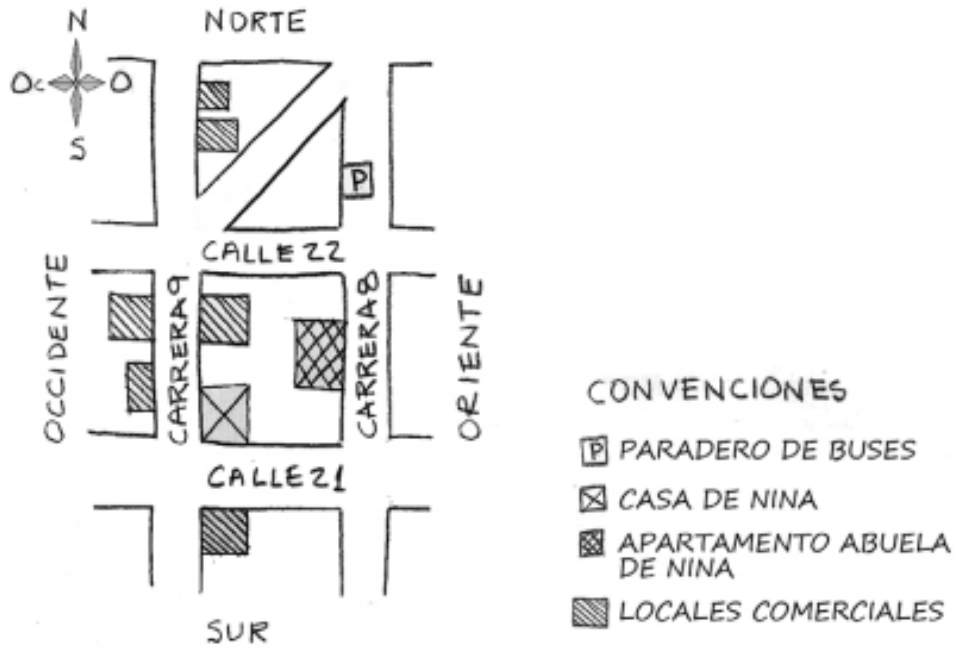 N
NORTE
Oc
O
S
P
CALLE 22
OCCIDENTE
CARRERA 9
CARRERA 8
ORIENTE
CALLE 21
SUR
CONVENCIONES
P PARADERO DE BUSES
CASA DE NINA
APARTAMENTO ABUELA
DE NINA
LOCALES COMERCIALES